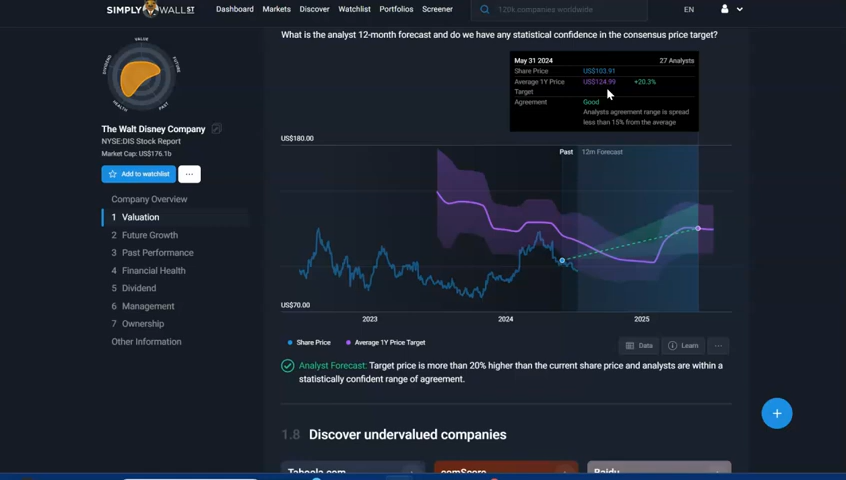 SIMPLY WALL ST
Dashboard Markets Discover Watchlist Portfolios Screener
120k companies worldwide
EN
What is the analyst 12-month forecast and do we have any statistical confidence in the consensus price target?
VALUE
FUTURE
PAST
HEALTH
DIVIDEND
The Walt Disney Company
NYSE:DIS Stock Report
Market Cap: US$176.1b
Add to watchlist
...
Company Overview
1 Valuation
2 Future Growth
3 Past Performance
4 Financial Health
5 Dividend
6 Management
7 Ownership
Other Information
May 31 2024 27 Analysts
Share Price US$103.91
Average 1Y Price Target US$124.99 +20.3%
Agreement Good
Analysts agreement range is spread
less than 15% from the average
US$180.00
Past 12m Forecast
US$70.00
2023 2024 2025
Share Price Average 1Y Price Target
Data Learn ...
Analyst Forecast: Target price is more than 20% higher than the current share price and analysts are within a
statistically confident range of agreement.
1.8 Discover undervalued companies
Taboola.com comScore Baidu